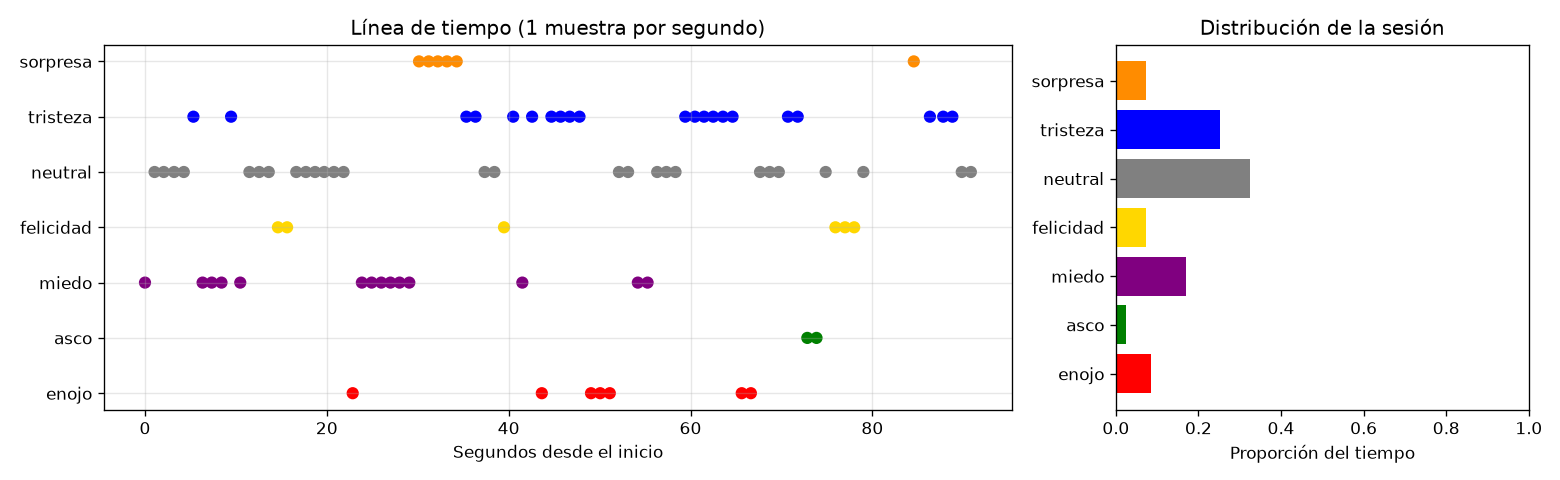 Línea de tiempo (1 muestra por segundo)
sorpresa
tristeza
neutral
felicidad
miedo
asco
enojo
0 20 40 60 80
Segundos desde el inicio
Distribución de la sesión
sorpresa
tristeza
neutral
felicidad
miedo
asco
enojo
0.0 0.2 0.4 0.6 0.8 1.0
Proporción del tiempo